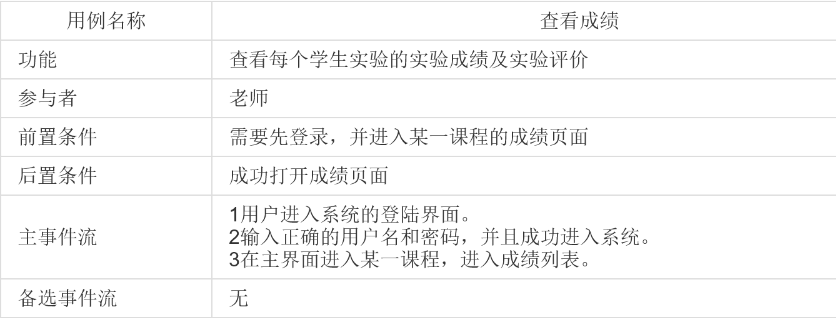 用例名称 查看成绩
功能 查看每个学生实验的实验成绩及实验评价
参与者 老师
前置条件 需要先登录，并进入某一课程的成绩页面
后置条件 成功打开成绩页面
主事件流 1用户进入系统的登陆界面。
2输入正确的用户名和密码，并且成功进入系统。
3在主界面进入某一课程，进入成绩列表。
备选事件流 无